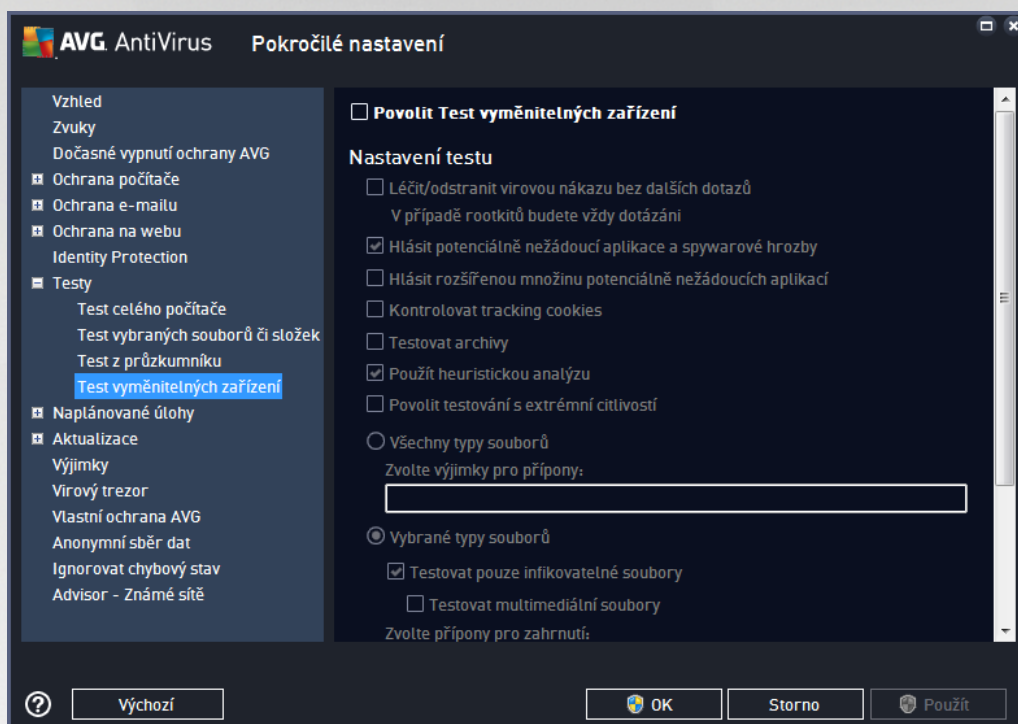 AVG. AntiVirus Pokročilé nastavení
Vzhled
Zvuky
Dočasné vypnutí ochrany AVG
Ochrana počítače
Ochrana e-mailu
Ochrana na webu
Identity Protection
Testy
Test celého počítače
Test vybraných souborů či složek
Test z průzkumníku
Test vyměnitelných zařízení
Naplánované úlohy
Aktualizace
Výjimky
Virový trezor
Vlastní ochrana AVG
Anonymní sběr dat
Ignorovat chybový stav
Advisor - Známé sítě
Povolit Test vyměnitelných zařízení
Nastavení testu
Léčit/odstranit virovou nákazu bez dalších dotazů
V případě rootkitů budete vždy dotázáni
Hlásit potenciálně nežádoucí aplikace a spywarové hrozby
Hlásit rozšířenou množinu potenciálně nežádoucích aplikací
Kontrolovat tracking cookies
Testovat archivy
Použít heuristickou analýzu
Povolit testování s extrémní citlivostí
Všechny typy souborů
Zvolte výjimky pro přípony:
Vybrané typy souborů
Testovat pouze infikovatelné soubory
Testovat multimediální soubory
Zvolte přípony pro zahrnutí:
? Výchozí OK Storno Použít